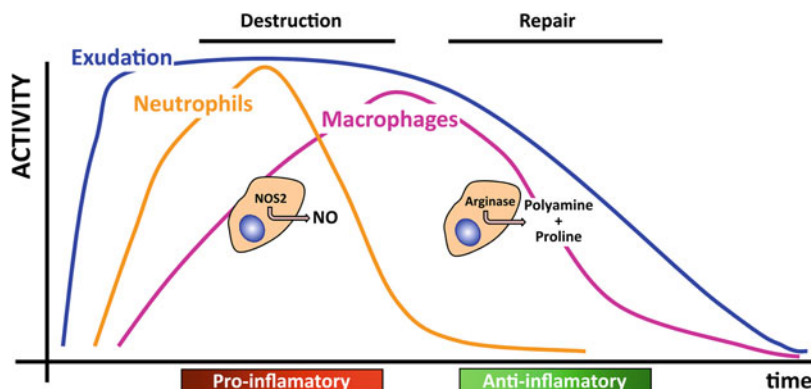 Destruction
Repair
Exudation
Neutrophils
Macrophages
ACTIVITY
NOS2
NO
Arginase
Polyamine
+
Proline
Pro-inflamatory
Anti-inflamatory
time